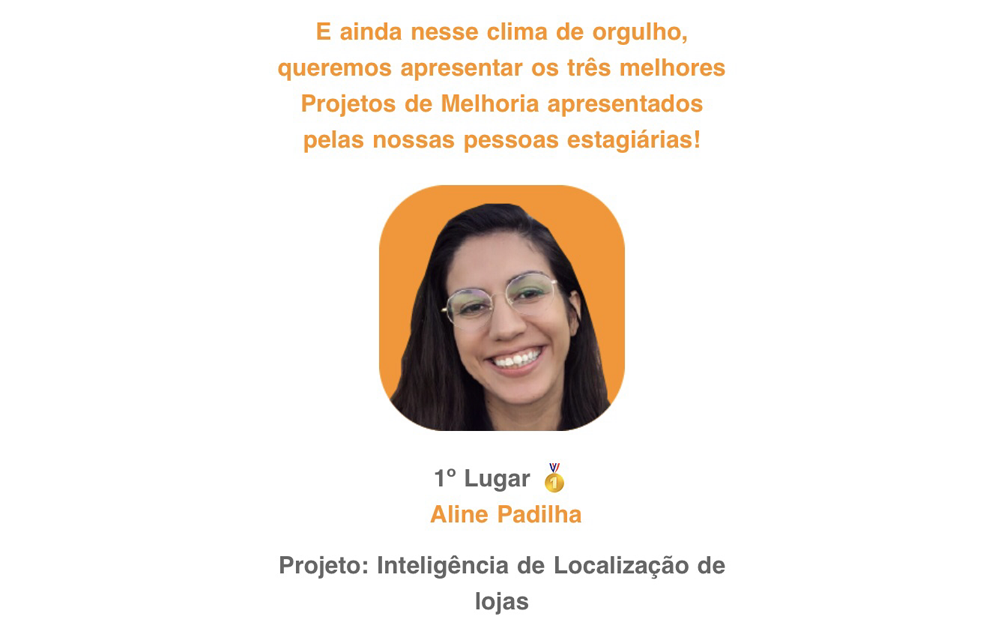 E ainda nesse clima de orgulho,
queremos apresentar os três melhores
Projetos de Melhoria apresentados
pelas nossas pessoas estagiárias!
1º Lugar 🥇
Aline Padilha
Projeto: Inteligência de Localização de
lojas